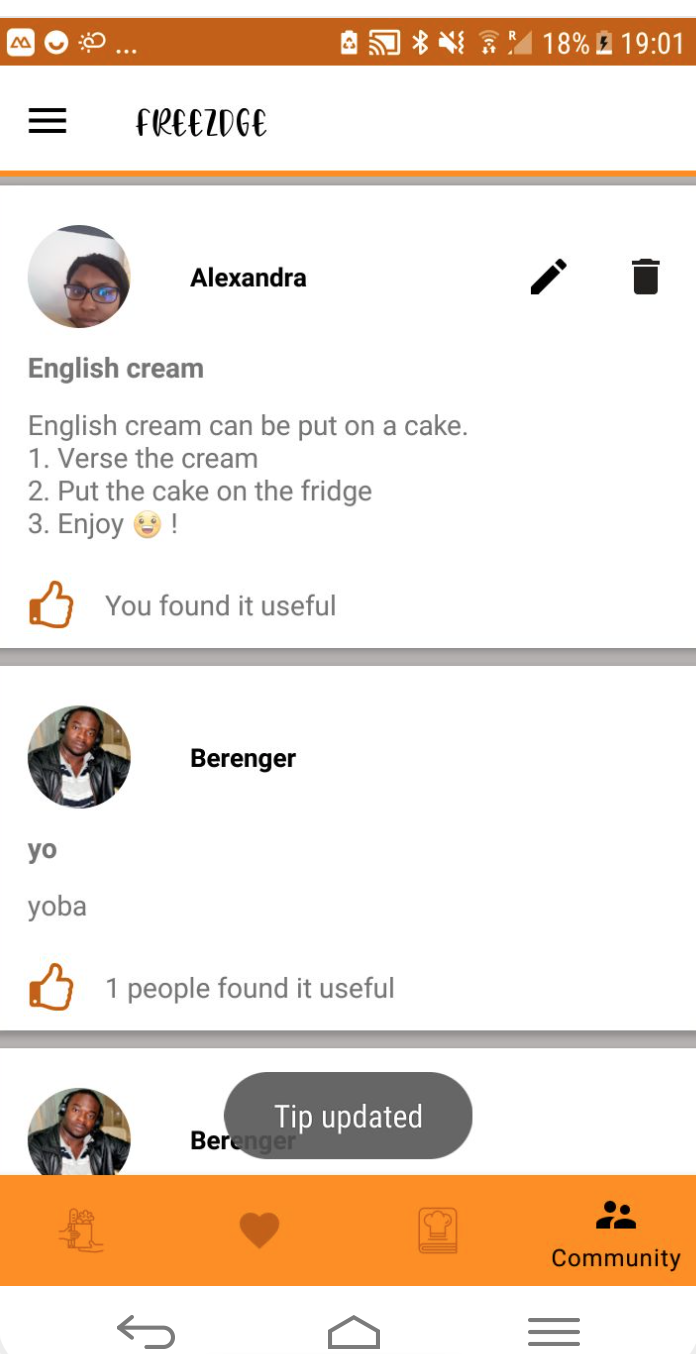 ... R 18% 19:01
FREEZDGE
Alexandra
English cream
English cream can be put on a cake.
1. Verse the cream
2. Put the cake on the fridge
3. Enjoy 😀 !
You found it useful
Berenger
yo
yoba
1 people found it useful
Berenger
Tip updated
Community